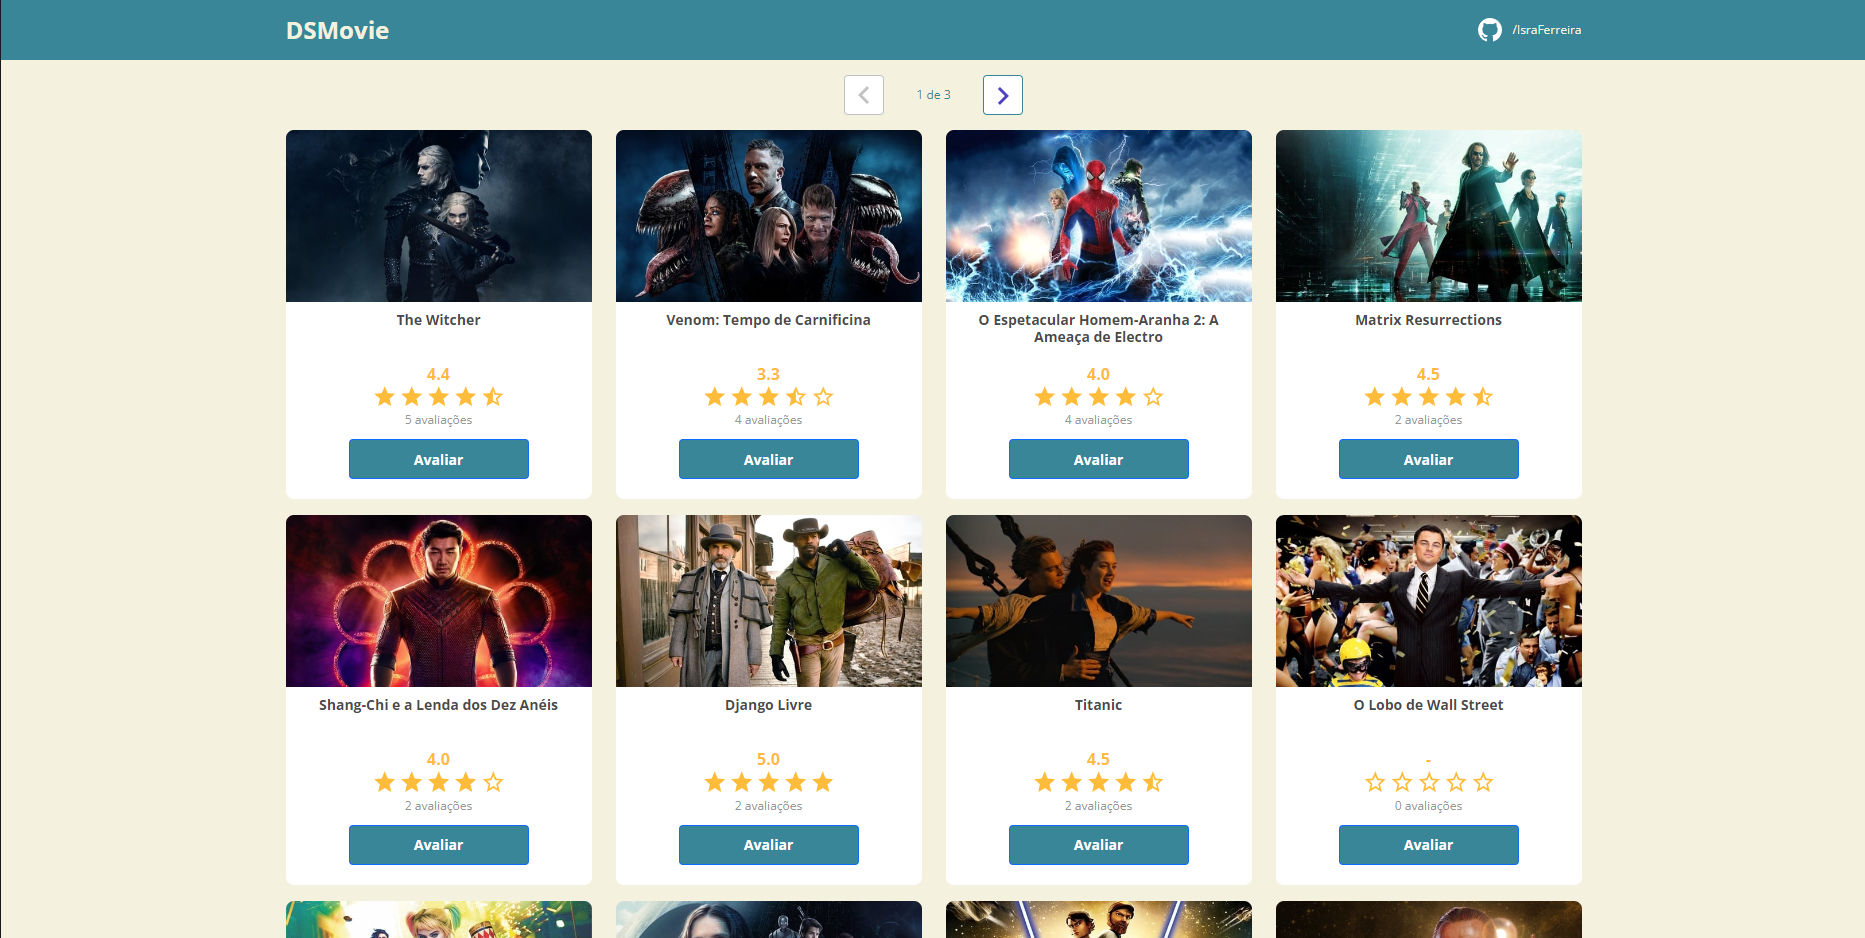 DSMovie
/IsraFerreira
1 de 3
The Witcher
4.4
5 avaliações
Avaliar
Venom: Tempo de Carnificina
3.3
4 avaliações
Avaliar
O Espetacular Homem-Aranha 2: A
Ameaça de Electro
4.0
4 avaliações
Avaliar
Matrix Resurrections
4.5
2 avaliações
Avaliar
Shang-Chi e a Lenda dos Dez Anéis
4.0
2 avaliações
Avaliar
Django Livre
5.0
2 avaliações
Avaliar
Titanic
4.5
2 avaliações
Avaliar
O Lobo de Wall Street
-
0 avaliações
Avaliar